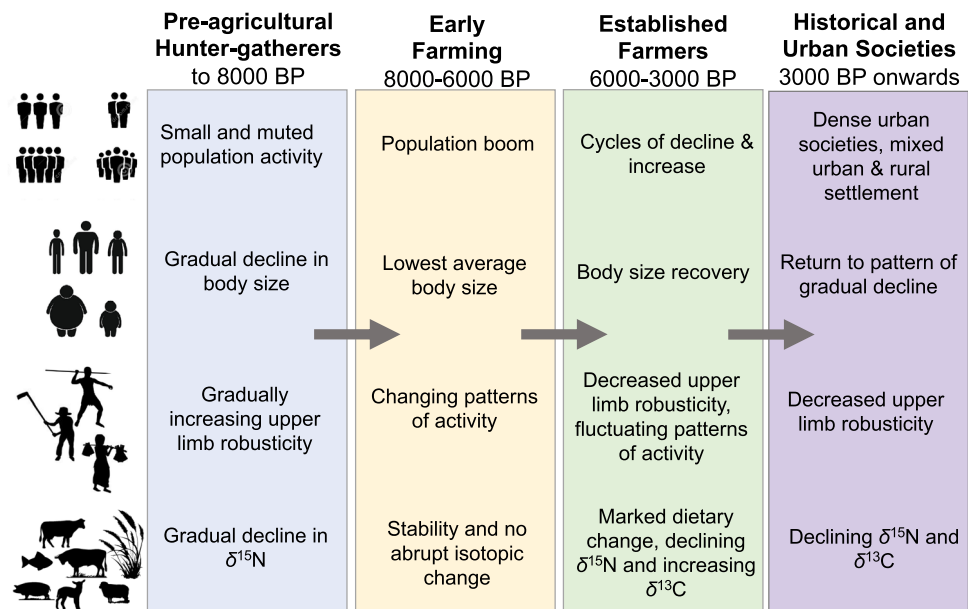 Pre-agricultural
Hunter-gatherers
to 8000 BP
Early
Farming
8000-6000 BP
Established
Farmers
6000-3000 BP
Historical and
Urban Societies
3000 BP onwards
Small and muted
population activity
Population boom
Cycles of decline &
increase
Dense urban
societies, mixed
urban & rural
settlement
Gradual decline in
body size
Lowest average
body size
Body size recovery
Return to pattern of
gradual decline
Gradually
increasing upper
limb robusticity
Changing patterns
of activity
Decreased upper
limb robusticity,
fluctuating patterns
of activity
Decreased upper
limb robusticity
Gradual decline in
δ¹⁵N
Stability and no
abrupt isotopic
change
Marked dietary
change, declining
δ¹⁵N and increasing
δ¹³C
Declining δ¹⁵N and
δ¹³C